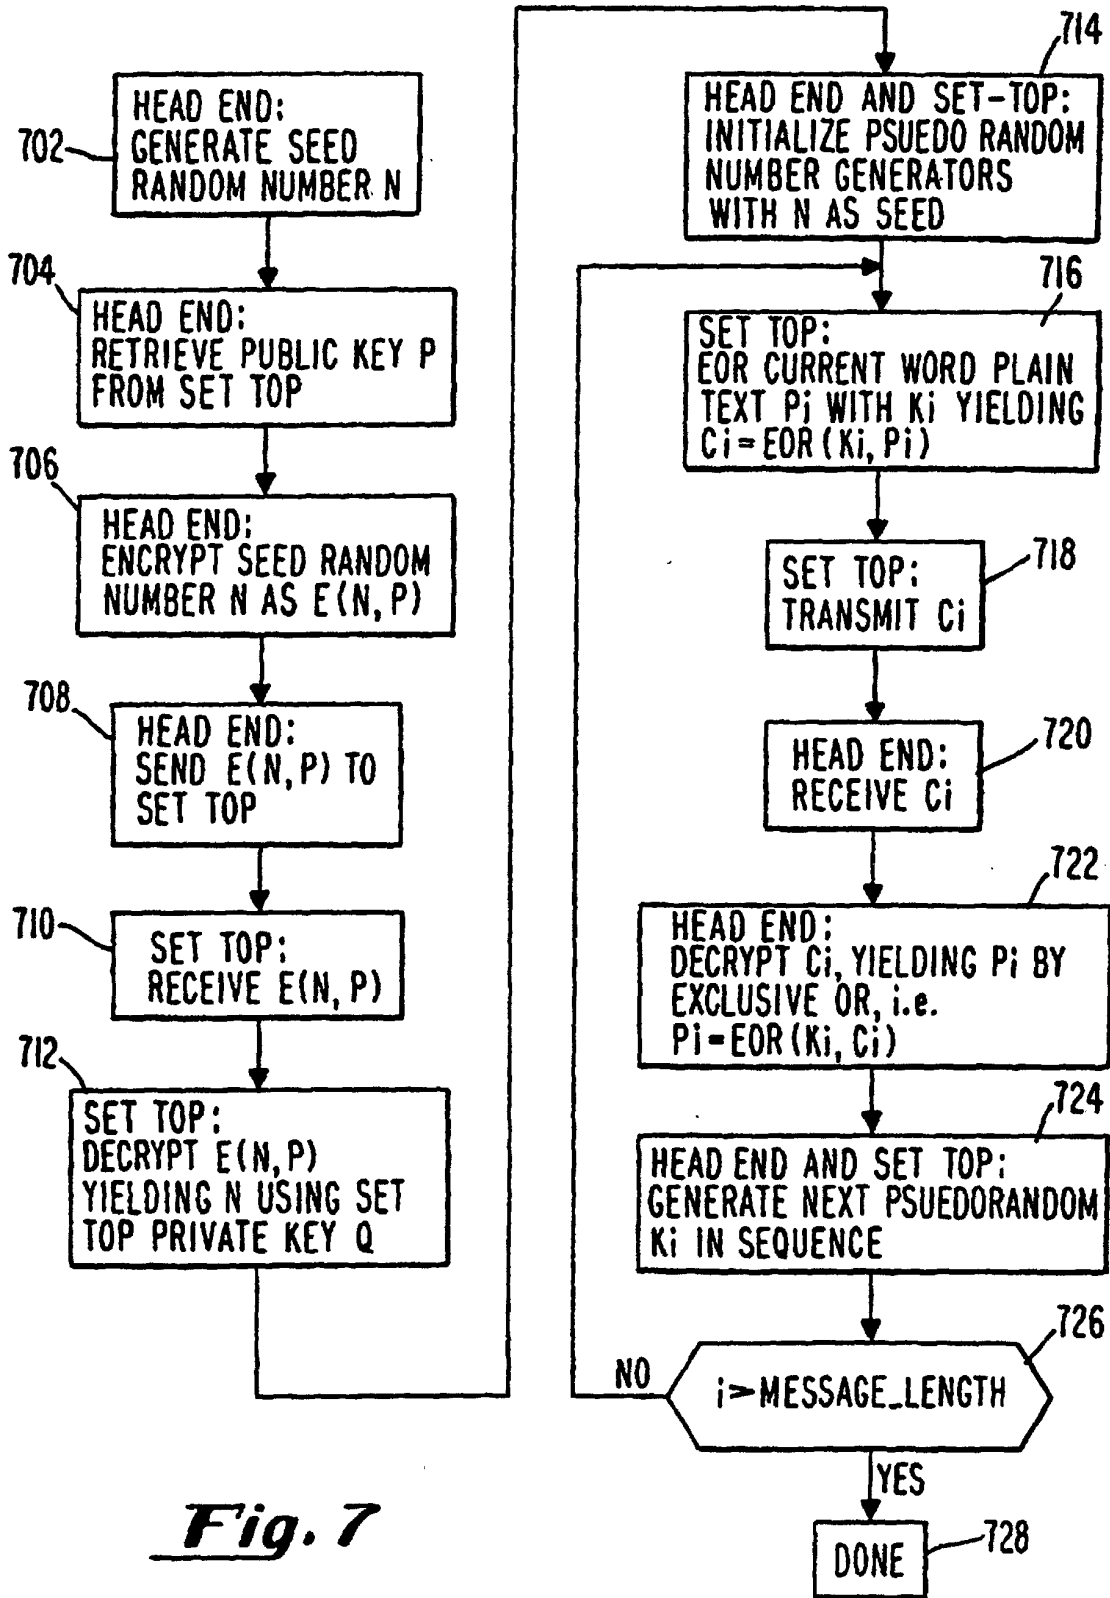 702
HEAD END:
GENERATE SEED
RANDOM NUMBER N
704
HEAD END:
RETRIEVE PUBLIC KEY P
FROM SET TOP
706
HEAD END:
ENCRYPT SEED RANDOM
NUMBER N AS E(N,P)
708
HEAD END:
SEND E(N,P) TO
SET TOP
710
SET TOP:
RECEIVE E(N,P)
712
SET TOP:
DECRYPT E(N,P)
YIELDING N USING SET
TOP PRIVATE KEY Q
714
HEAD END AND SET-TOP:
INITIALIZE PSUEDO RANDOM
NUMBER GENERATORS
WITH N AS SEED
716
SET TOP:
EOR CURRENT WORD PLAIN
TEXT Pi WITH Ki YIELDING
Ci=EOR(Ki,Pi)
718
SET TOP:
TRANSMIT Ci
720
HEAD END:
RECEIVE Ci
722
HEAD END:
DECRYPT Ci, YIELDING Pi BY
EXCLUSIVE OR, i.e.
Pi=EOR(Ki,Ci)
724
HEAD END AND SET TOP:
GENERATE NEXT PSUEDORANDOM
Ki IN SEQUENCE
726
i>MESSAGE_LENGTH
NO
YES
DONE
728
Fig. 7